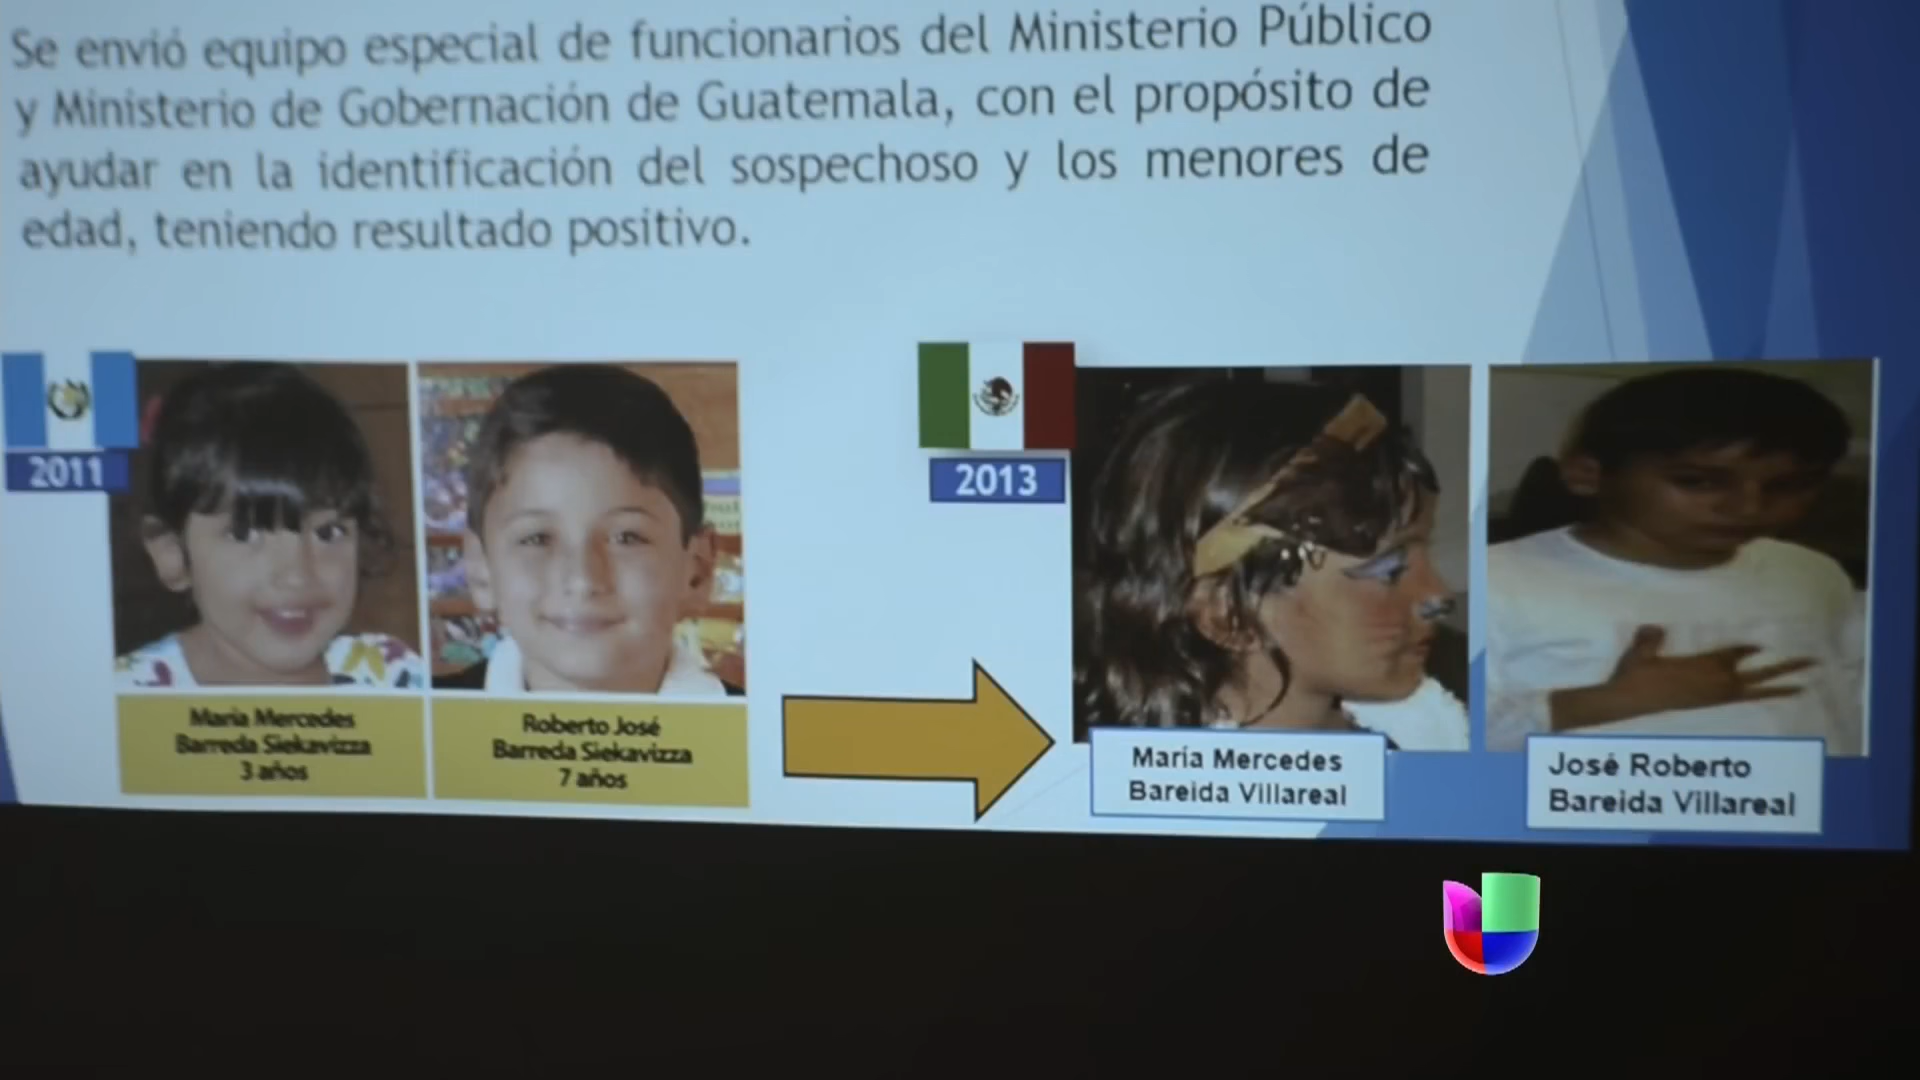 Se envió equipo especial de funcionarios del Ministerio Público
y Ministerio de Gobernación de Guatemala, con el propósito de
ayudar en la identificación del sospechoso y los menores de
edad, teniendo resultado positivo.
2011
2013
María Mercedes
Barreda Siekavizza
3 años
Roberto José
Barreda Siekavizza
7 años
María Mercedes
Bareida Villareal
José Roberto
Bareida Villareal